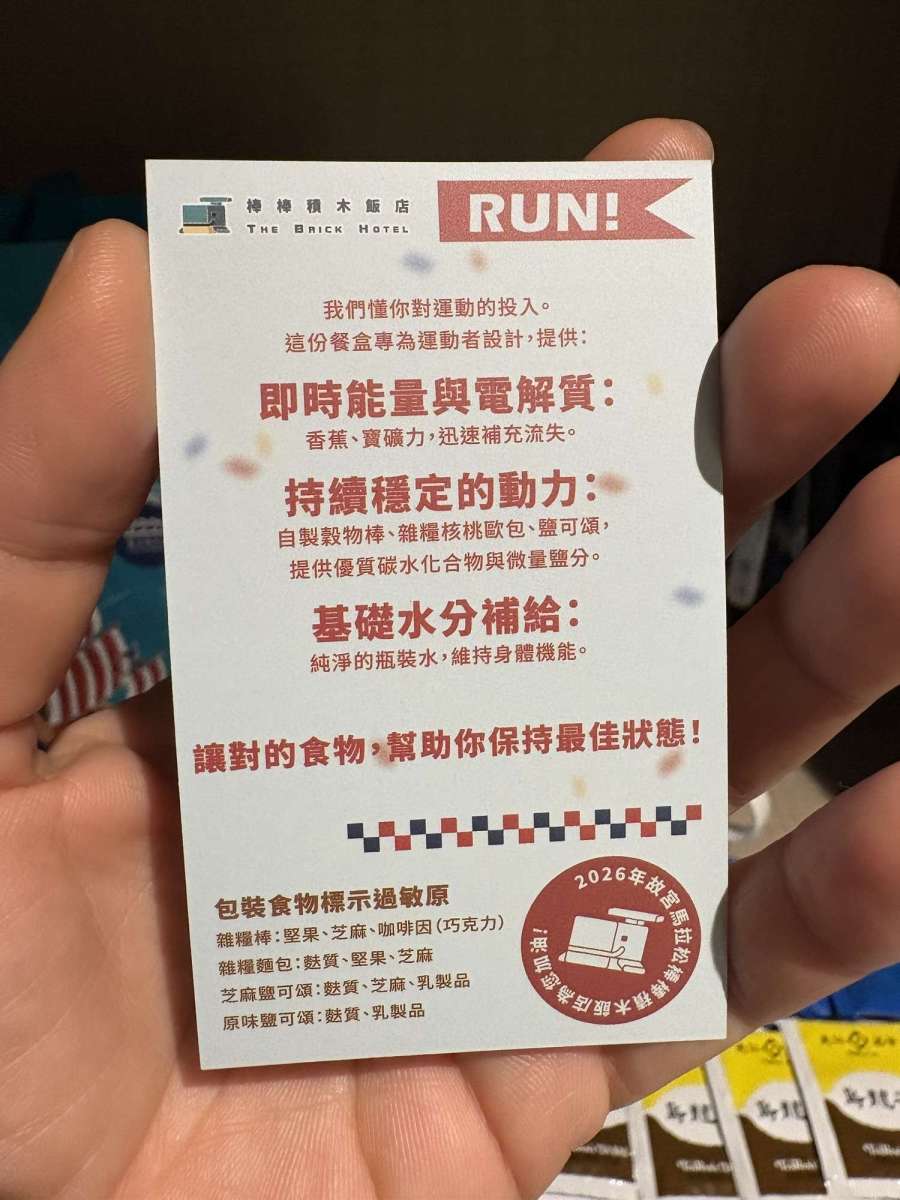 棒棒積木飯店
THE BRICK HOTEL
RUN!
我們懂你對運動的投入。
這份餐盒專為運動者設計,提供:
即時能量與電解質:
香蕉、寶礦力,迅速補充流失。
持續穩定的動力:
自製穀物棒、雜糧核桃歐包、鹽可頌,
提供優質碳水化合物與微量鹽分。
基礎水分補給:
純淨的瓶裝水,維持身體機能。
讓對的食物,幫助你保持最佳狀態!
包裝食物標示過敏原
雜糧棒:堅果、芝麻、咖啡因(巧克力)
雜糧麵包:麩質、堅果、芝麻
芝麻鹽可頌:麩質、芝麻、乳製品
原味鹽可頌:麩質、乳製品
2026年故宮馬拉松棒棒積木飯店為您加油!